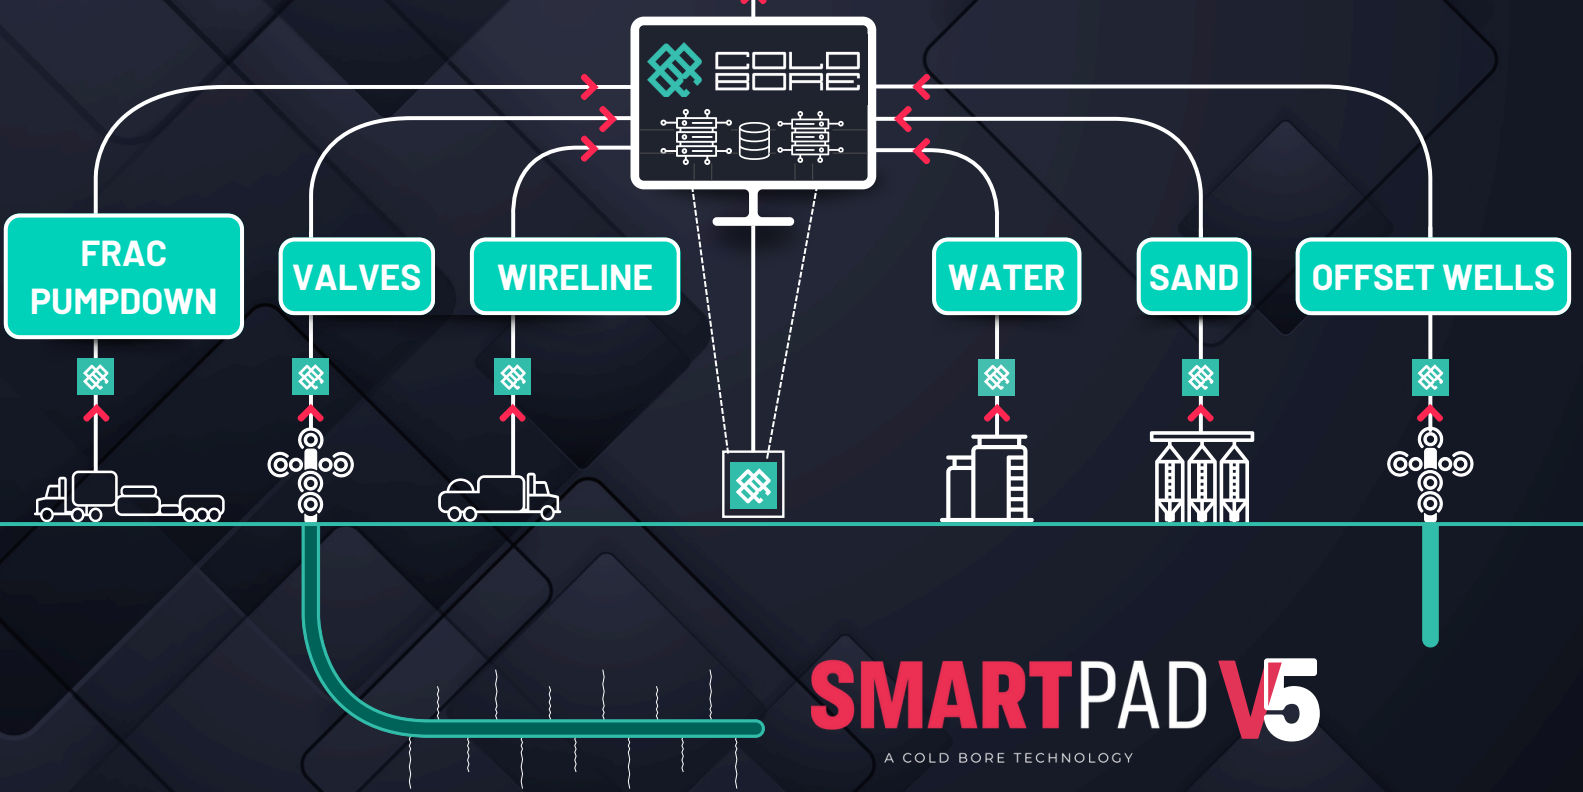 COLD
BORE
FRAC
PUMPDOWN
VALVES
WIRELINE
WATER
SAND
OFFSET WELLS
SMARTPAD V5
A COLD BORE TECHNOLOGY